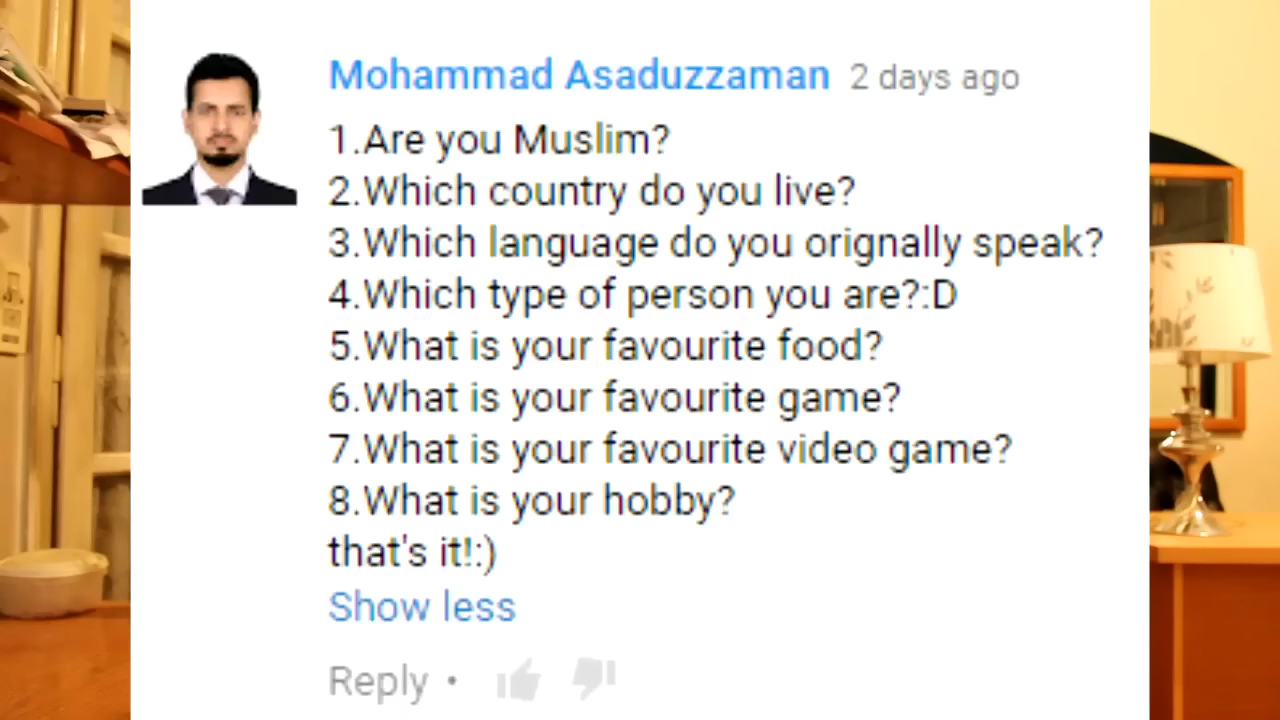 Mohammad Asaduzzaman 2 days ago
1.Are you Muslim?
2.Which country do you live?
3.Which language do you orignally speak?
4.Which type of person you are?:D
5.What is your favourite food?
6.What is your favourite game?
7.What is your favourite video game?
8.What is your hobby?
that's it!:)
Show less
Reply •